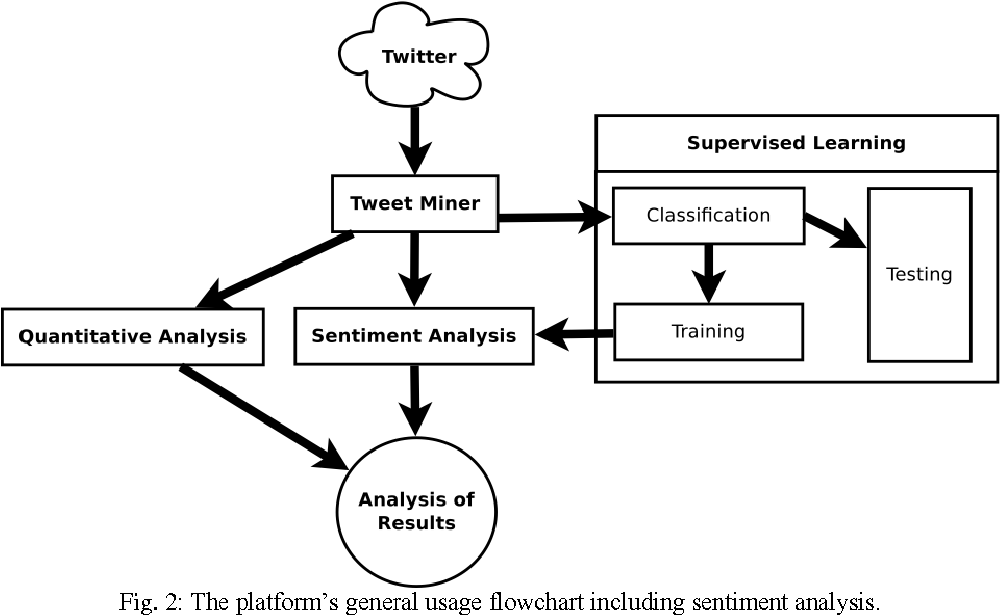 Twitter
Tweet Miner
Supervised Learning
Classification
Testing
Quantitative Analysis
Sentiment Analysis
Training
Analysis of
Results
Fig. 2: The platform's general usage flowchart including sentiment analysis.